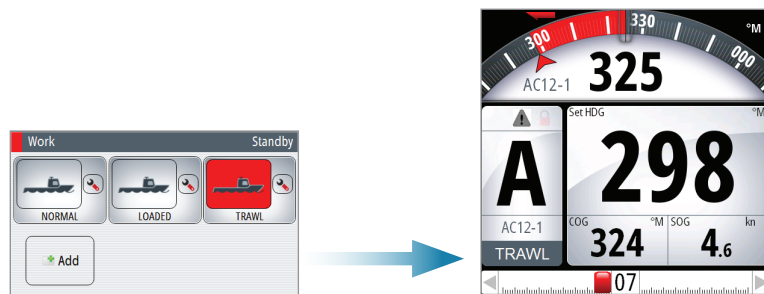 Work Standby
NORMAL LOADED TRAWL
Add
300 330 000 °M
AC12-1 325
Set HDG °M
A 298
AC12-1
TRAWL
COG °M SOG kn
324 4.6
07